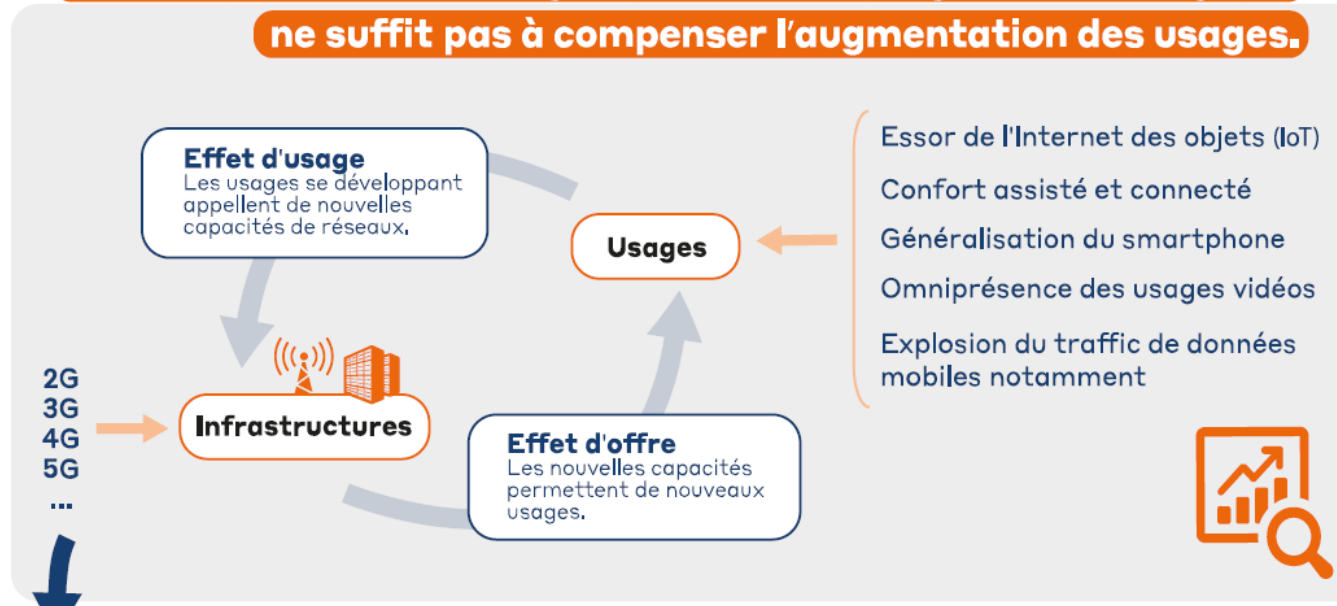 ne suffit pas à compenser l'augmentation des usages.
Effet d'usage
Les usages se développant
appellent de nouvelles
capacités de réseaux.
Usages
Essor de l'Internet des objets (IoT)
Confort assisté et connecté
Généralisation du smartphone
Omniprésence des usages vidéos
Explosion du traffic de données
mobiles notamment
2G
3G
4G
5G
...
Infrastructures
Effet d'offre
Les nouvelles capacités
permettent de nouveaux
usages.